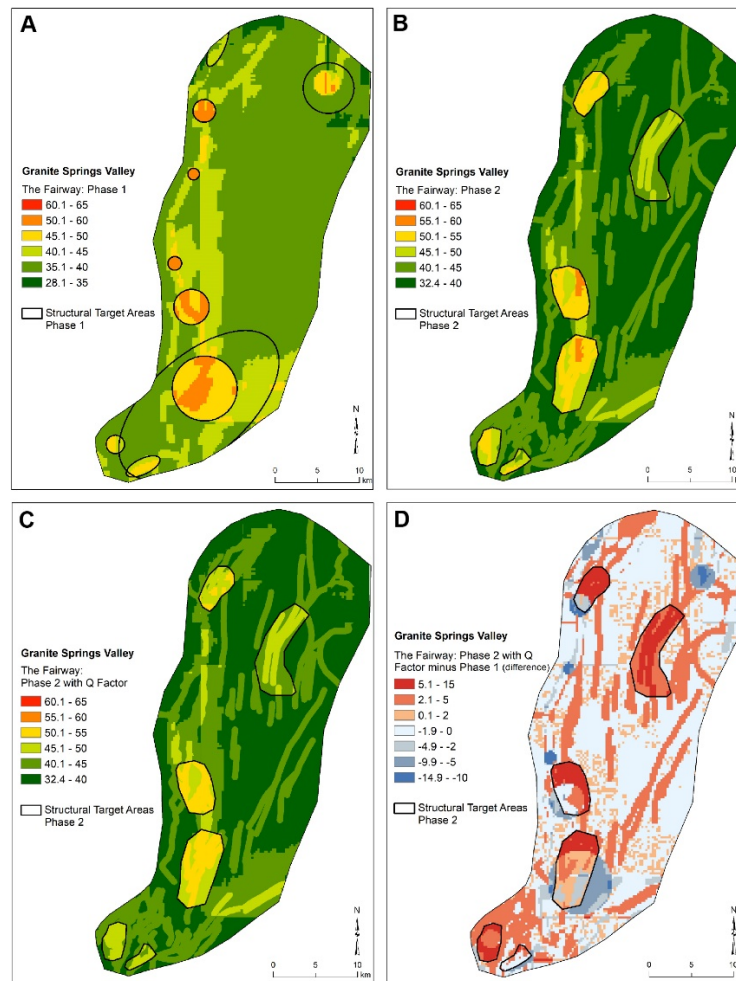 A
Granite Springs Valley
The Fairway: Phase 1
60.1 - 65
50.1 - 60
45.1 - 50
40.1 - 45
35.1 - 40
28.1 - 35
Structural Target Areas
Phase 1
N
0 5 10
km
B
Granite Springs Valley
The Fairway: Phase 2
60.1 - 65
55.1 - 60
50.1 - 55
45.1 - 50
40.1 - 45
32.4 - 40
Structural Target Areas
Phase 2
N
0 5 10
C
Granite Springs Valley
The Fairway:
Phase 2 with Q Factor
60.1 - 65
55.1 - 60
50.1 - 55
45.1 - 50
40.1 - 45
32.4 - 40
Structural Target Areas
Phase 2
N
0 5 10
km
D
Granite Springs Valley
The Fairway: Phase 2 with Q
Factor minus Phase 1 (difference)
5.1 - 15
2.1 - 5
0.1 - 2
-1.9 - 0
-4.9 - -2
-9.9 - -5
-14.9 - -10
Structural Target Areas
Phase 2
N
0 5 10